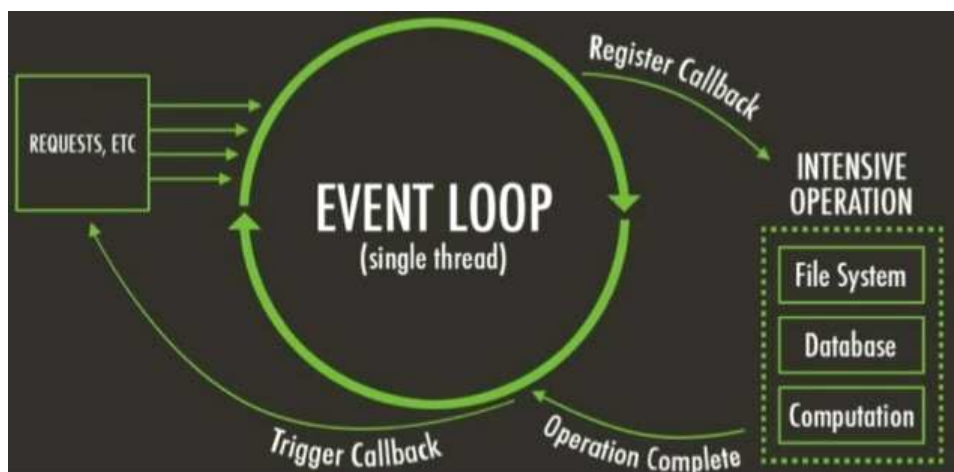 REQUESTS, ETC
EVENT LOOP
(single thread)
Register Callback
INTENSIVE
OPERATION
File System
Database
Computation
Operation Complete
Trigger Callback